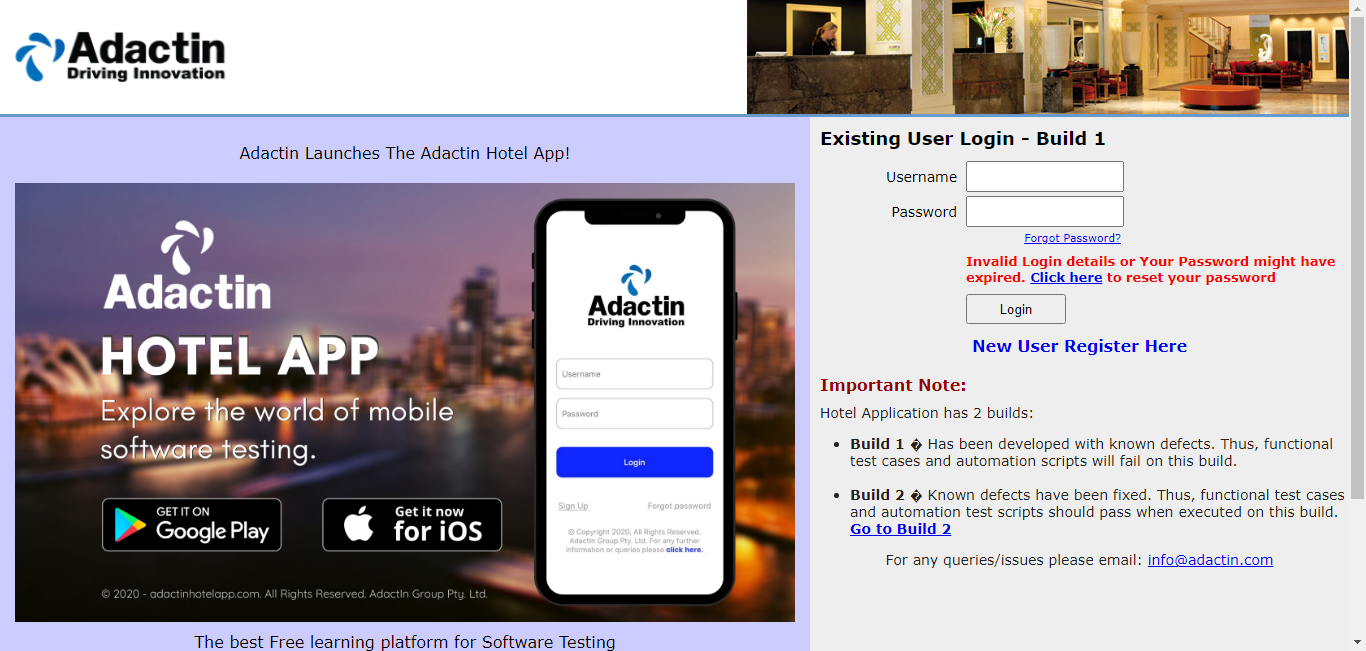 Adactin
Driving Innovation
Adactin Launches The Adactin Hotel App!
Adactin
HOTEL APP
Explore the world of mobile
software testing.
GET IT ON
Google Play
Get it now
for iOS
© 2020 - adactinhotelapp.com. All Rights Reserved. AdactIn Group Pty. Ltd.
Adactin
Driving Innovation
Username
Password
Login
Sign Up Forgot password
© Copyright 2020, All Rights Reserved.
AdactIn Group Pty. Ltd. For any further
information or queries please click here.
The best Free learning platform for Software Testing
Existing User Login - Build 1
Username
Password
Forgot Password?
Invalid Login details or Your Password might have
expired. Click here to reset your password
Login
New User Register Here
Important Note:
Hotel Application has 2 builds:
• Build 1 � Has been developed with known defects. Thus, functional
test cases and automation scripts will fail on this build.
• Build 2 � Known defects have been fixed. Thus, functional test cases
and automation test scripts should pass when executed on this build.
Go to Build 2
For any queries/issues please email: info@adactin.com